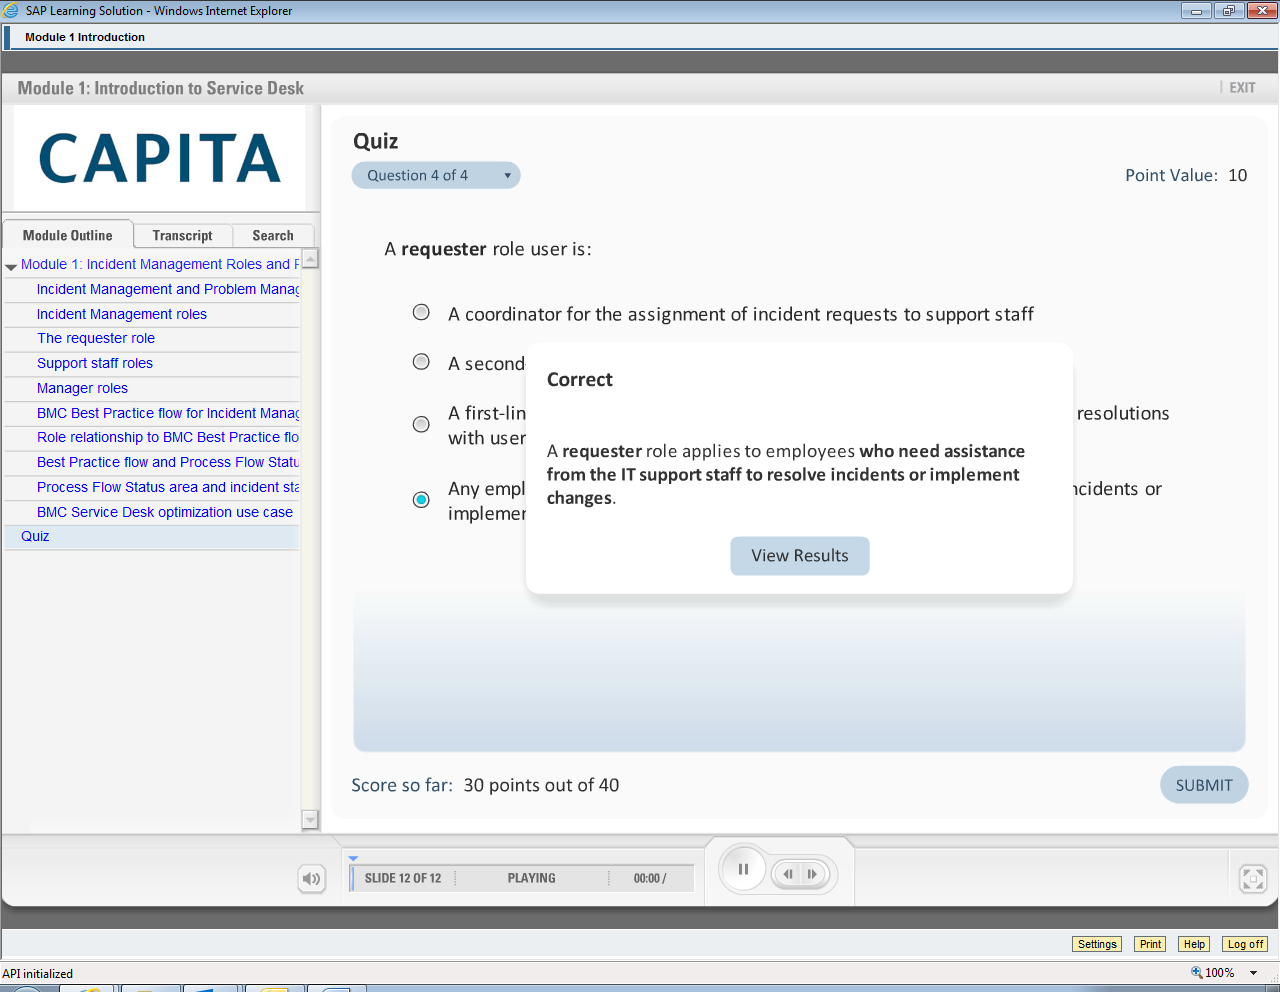 SAP Learning Solution - Windows Internet Explorer
Module 1 Introduction
Module 1: Introduction to Service Desk
EXIT
CAPITA
Module Outline
Transcript
Search
Module 1: Incident Management Roles and
Incident Management and Problem
Incident Management roles
The requester role
Support staff roles
Manager roles
BMC Best Practice flow for Incident
Role relationship to BMC Best Practice
Best Practice flow and Process Flow
Process Flow Status area and incident
BMC Service Desk optimization use case
Quiz
Quiz
Question 4 of 4
Point Value: 10
A requester role user is:
A coordinator for the assignment of incident requests to support staff
A second-
A first-lin resolutions
with user
Any empl ncidents or
implemen
Correct
A requester role applies to employees who need assistance
from the IT support staff to resolve incidents or implement
changes.
View Results
Score so far: 30 points out of 40
SUBMIT
SLIDE 12 OF 12
PLAYING
00:00 /
Settings
Print
Help
Log off
API initialized
100%